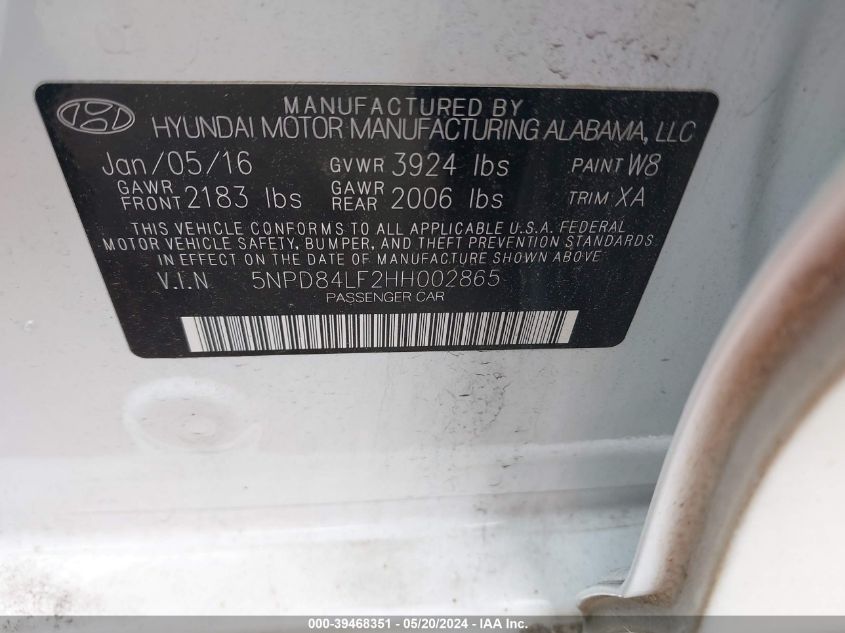 MANUFACTURED BY
HYUNDAI MOTOR MANUFACTURING ALABAMA, LLC
Jan/05/16 GVWR 3924 lbs PAINT W8
GAWR FRONT 2183 lbs GAWR REAR 2006 lbs TRIM XA
THIS VEHICLE CONFORMS TO ALL APPLICABLE U.S.A. FEDERAL
MOTOR VEHICLE SAFETY, BUMPER, AND THEFT PREVENTION STANDARDS
IN EFFECT ON THE DATE OF MANUFACTURE SHOWN ABOVE.
V.I.N 5NPD84LF2HH002865
PASSENGER CAR
000-39468351 | 05/20/2024 - IAA Inc.